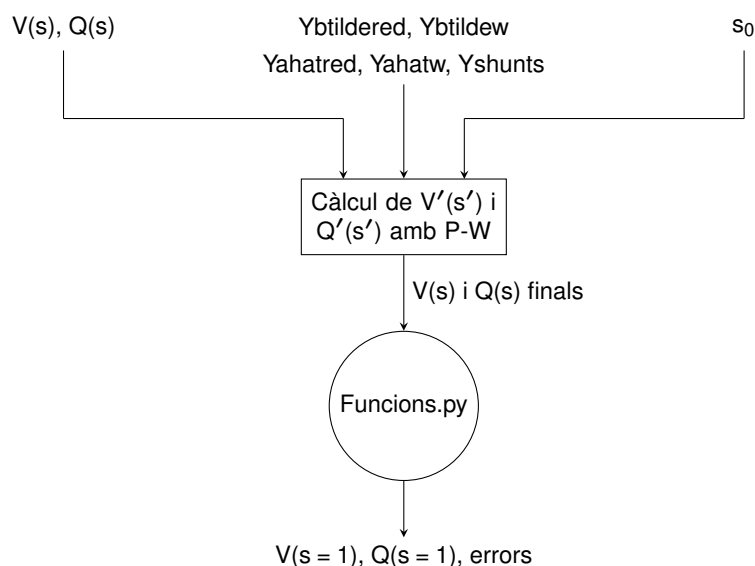 V(s), Q(s)
Ybtildered, Ybtildew
Yahatred, Yahatw, Yshunts
s₀
Càlcul de V′(s′) i
Q′(s′) amb P-W
V(s) i Q(s) finals
Funcions.py
V(s = 1), Q(s = 1), errors